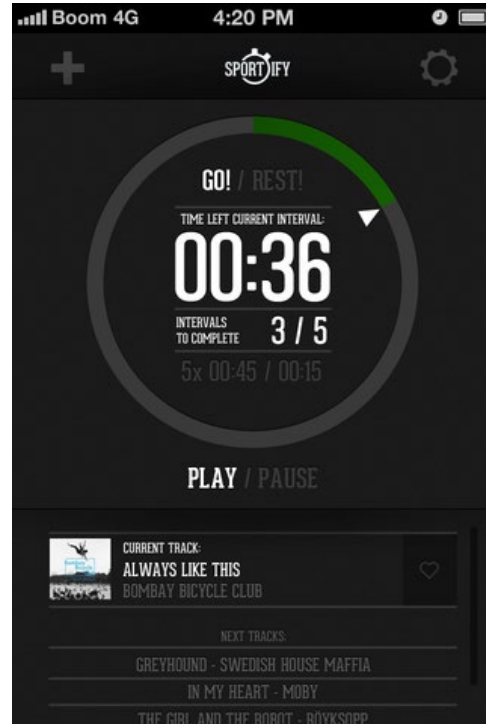 Boom 4G 4:20 PM
SPORTIFY
GO! / REST!
TIME LEFT CURRENT INTERVAL:
00:36
INTERVALS
TO COMPLETE 3 / 5
5x 00:45 / 00:15
PLAY / PAUSE
CURRENT TRACK:
ALWAYS LIKE THIS
BOMBAY BICYCLE CLUB
NEXT TRACKS:
GREYHOUND - SWEDISH HOUSE MAFFIA
IN MY HEART - MOBY
THE GIRL AND THE ROBOT - RÖYKSOPP